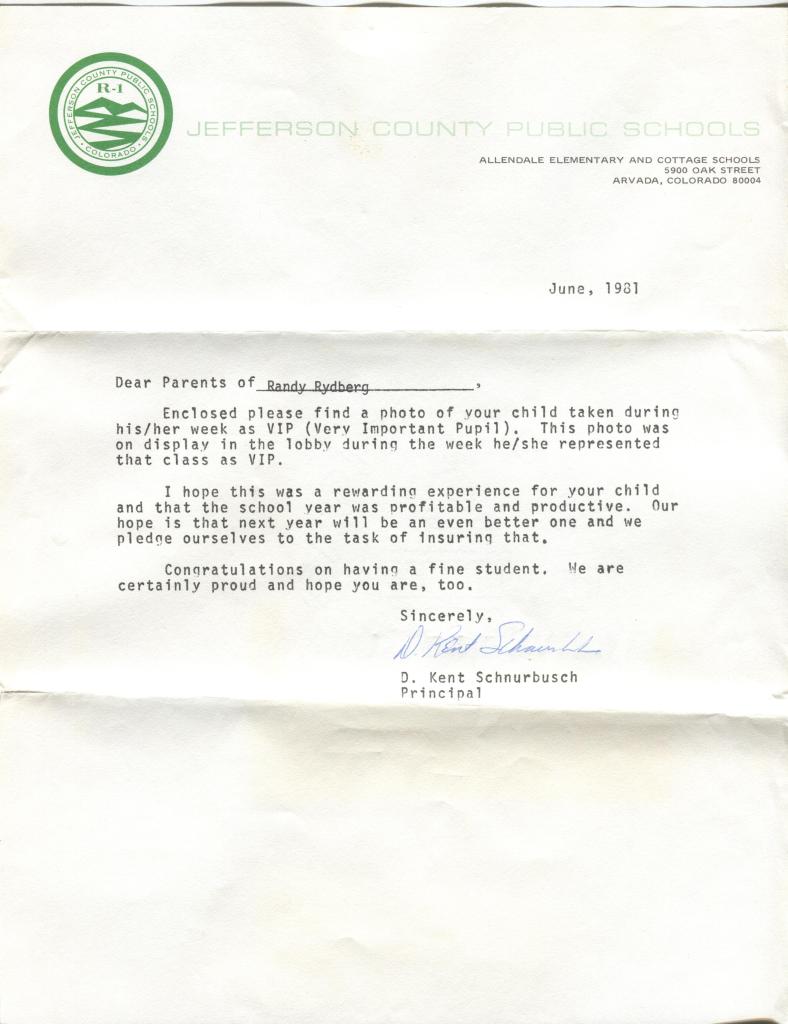 JEFFERSON COUNTY PUBLIC SCHOOLS
R-1
COLORADO
JEFFERSON COUNTY PUBLIC SCHOOLS
ALLENDALE ELEMENTARY AND COTTAGE SCHOOLS
5900 OAK STREET
ARVADA, COLORADO 80004
June, 1981
Dear Parents of Randy Rydberg,
Enclosed please find a photo of your child taken during
his/her week as VIP (Very Important Pupil). This photo was
on display in the lobby during the week he/she represented
that class as VIP.
I hope this was a rewarding experience for your child
and that the school year was profitable and productive. Our
hope is that next year will be an even better one and we
pledge ourselves to the task of insuring that.
Congratulations on having a fine student. We are
certainly proud and hope you are, too.
Sincerely,
D. Kent Schnurbusch
D. Kent Schnurbusch
Principal